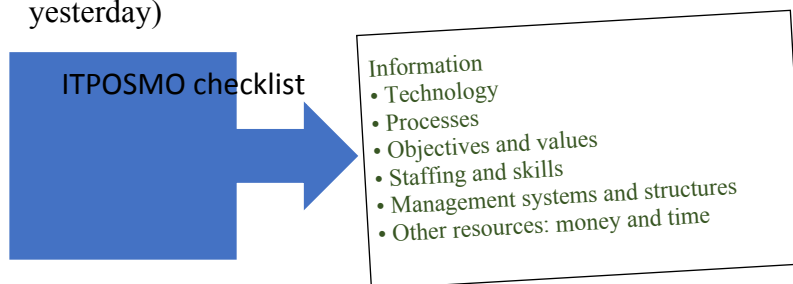 yesterday)
ITPOSMO checklist
Information
• Technology
• Processes
• Objectives and values
• Staffing and skills
• Management systems and structures
• Other resources: money and time